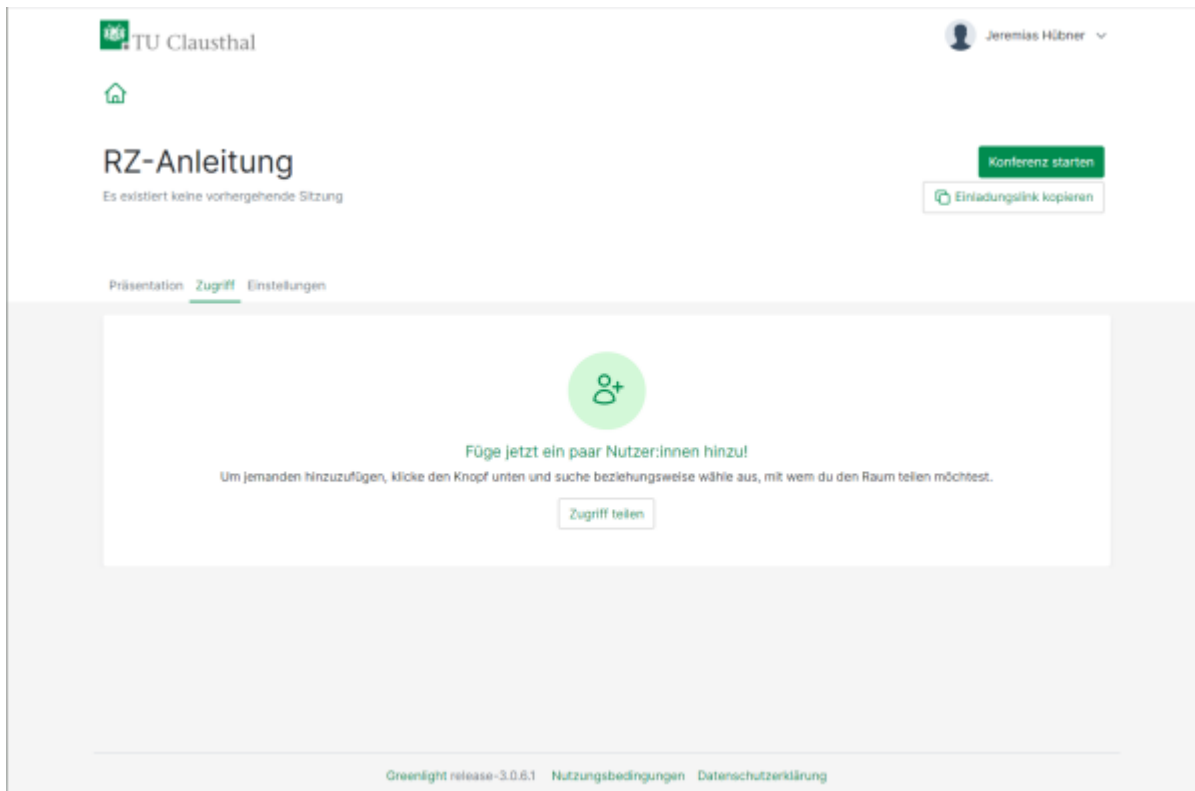 TU Clausthal
Jeremias Hübner
RZ-Anleitung
Es existiert keine vorhergehende Sitzung
Konferenz starten
Einladungslink kopieren
Präsentation Zugriff Einstellungen
Füge jetzt ein paar Nutzer:innen hinzu!
Um jemanden hinzuzufügen, klicke den Knopf unten und suche beziehungsweise wähle aus, mit wem du den Raum teilen möchtest.
Zugriff teilen
Greenlight release-3.0.6.1 Nutzungsbedingungen Datenschutzerklärung